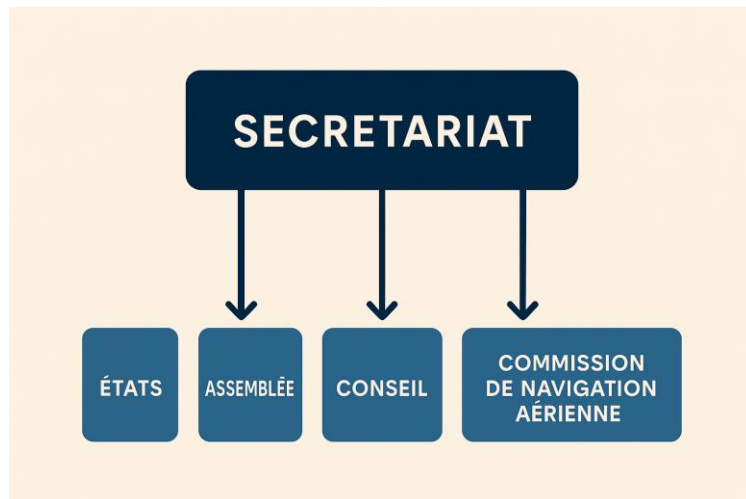 SECRETARIAT
ÉTATS
ASSEMBLÉE
CONSEIL
COMMISSION
DE NAVIGATION
AÉRIENNE